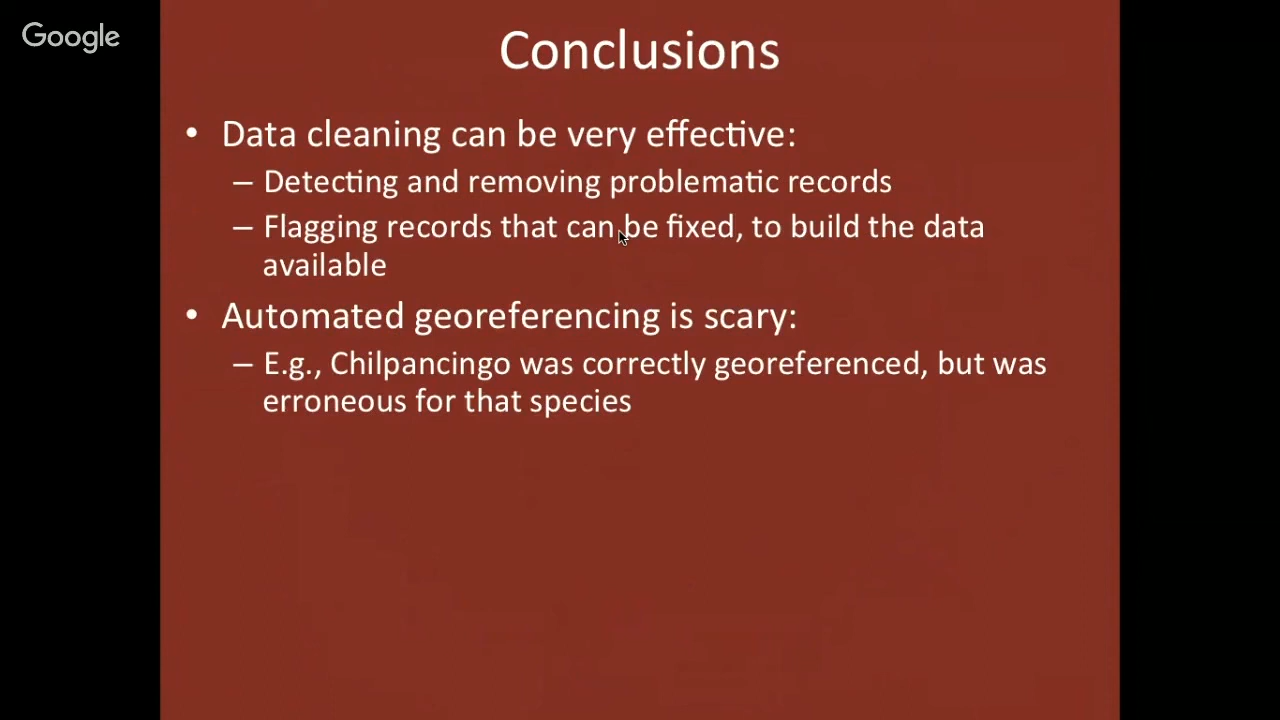 Google
Conclusions
• Data cleaning can be very effective:
– Detecting and removing problematic records
– Flagging records that can be fixed, to build the data
available
• Automated georeferencing is scary:
– E.g., Chilpancingo was correctly georeferenced, but was
erroneous for that species